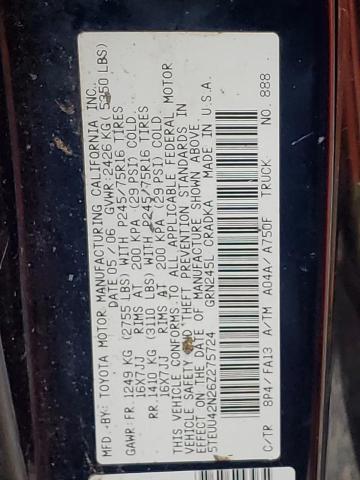 MFD. BY: TOYOTA MOTOR MANUFACTURING CALIFORNIA INC.
DATE 05/06 GVWR:2426 KG( 5350 LBS)
GAWR: FR.1249 KG (2755 LBS) WITH P245/75R16 TIRES
16X7JJ RIMS AT 200 KPA (29 PSI) COLD
RR.1410 KG (3110 LBS) WITH P245/75R16 TIRES
16X7JJ RIMS AT 200 KPA (29 PSI) COLD.
THIS VEHICLE CONFORMS TO ALL APPLICABLE FEDERAL MOTOR
VEHICLE SAFETY AND THEFT PREVENTION STANDARDS IN
EFFECT ON THE DATE OF MANUFACTURE SHOWN ABOVE
5TEUU42N26Z275724 GRN245L CRADKA MADE IN U.S.A.
C/TR 8P4/FA13 A/TM A04A/A750F TRUCK NO.888